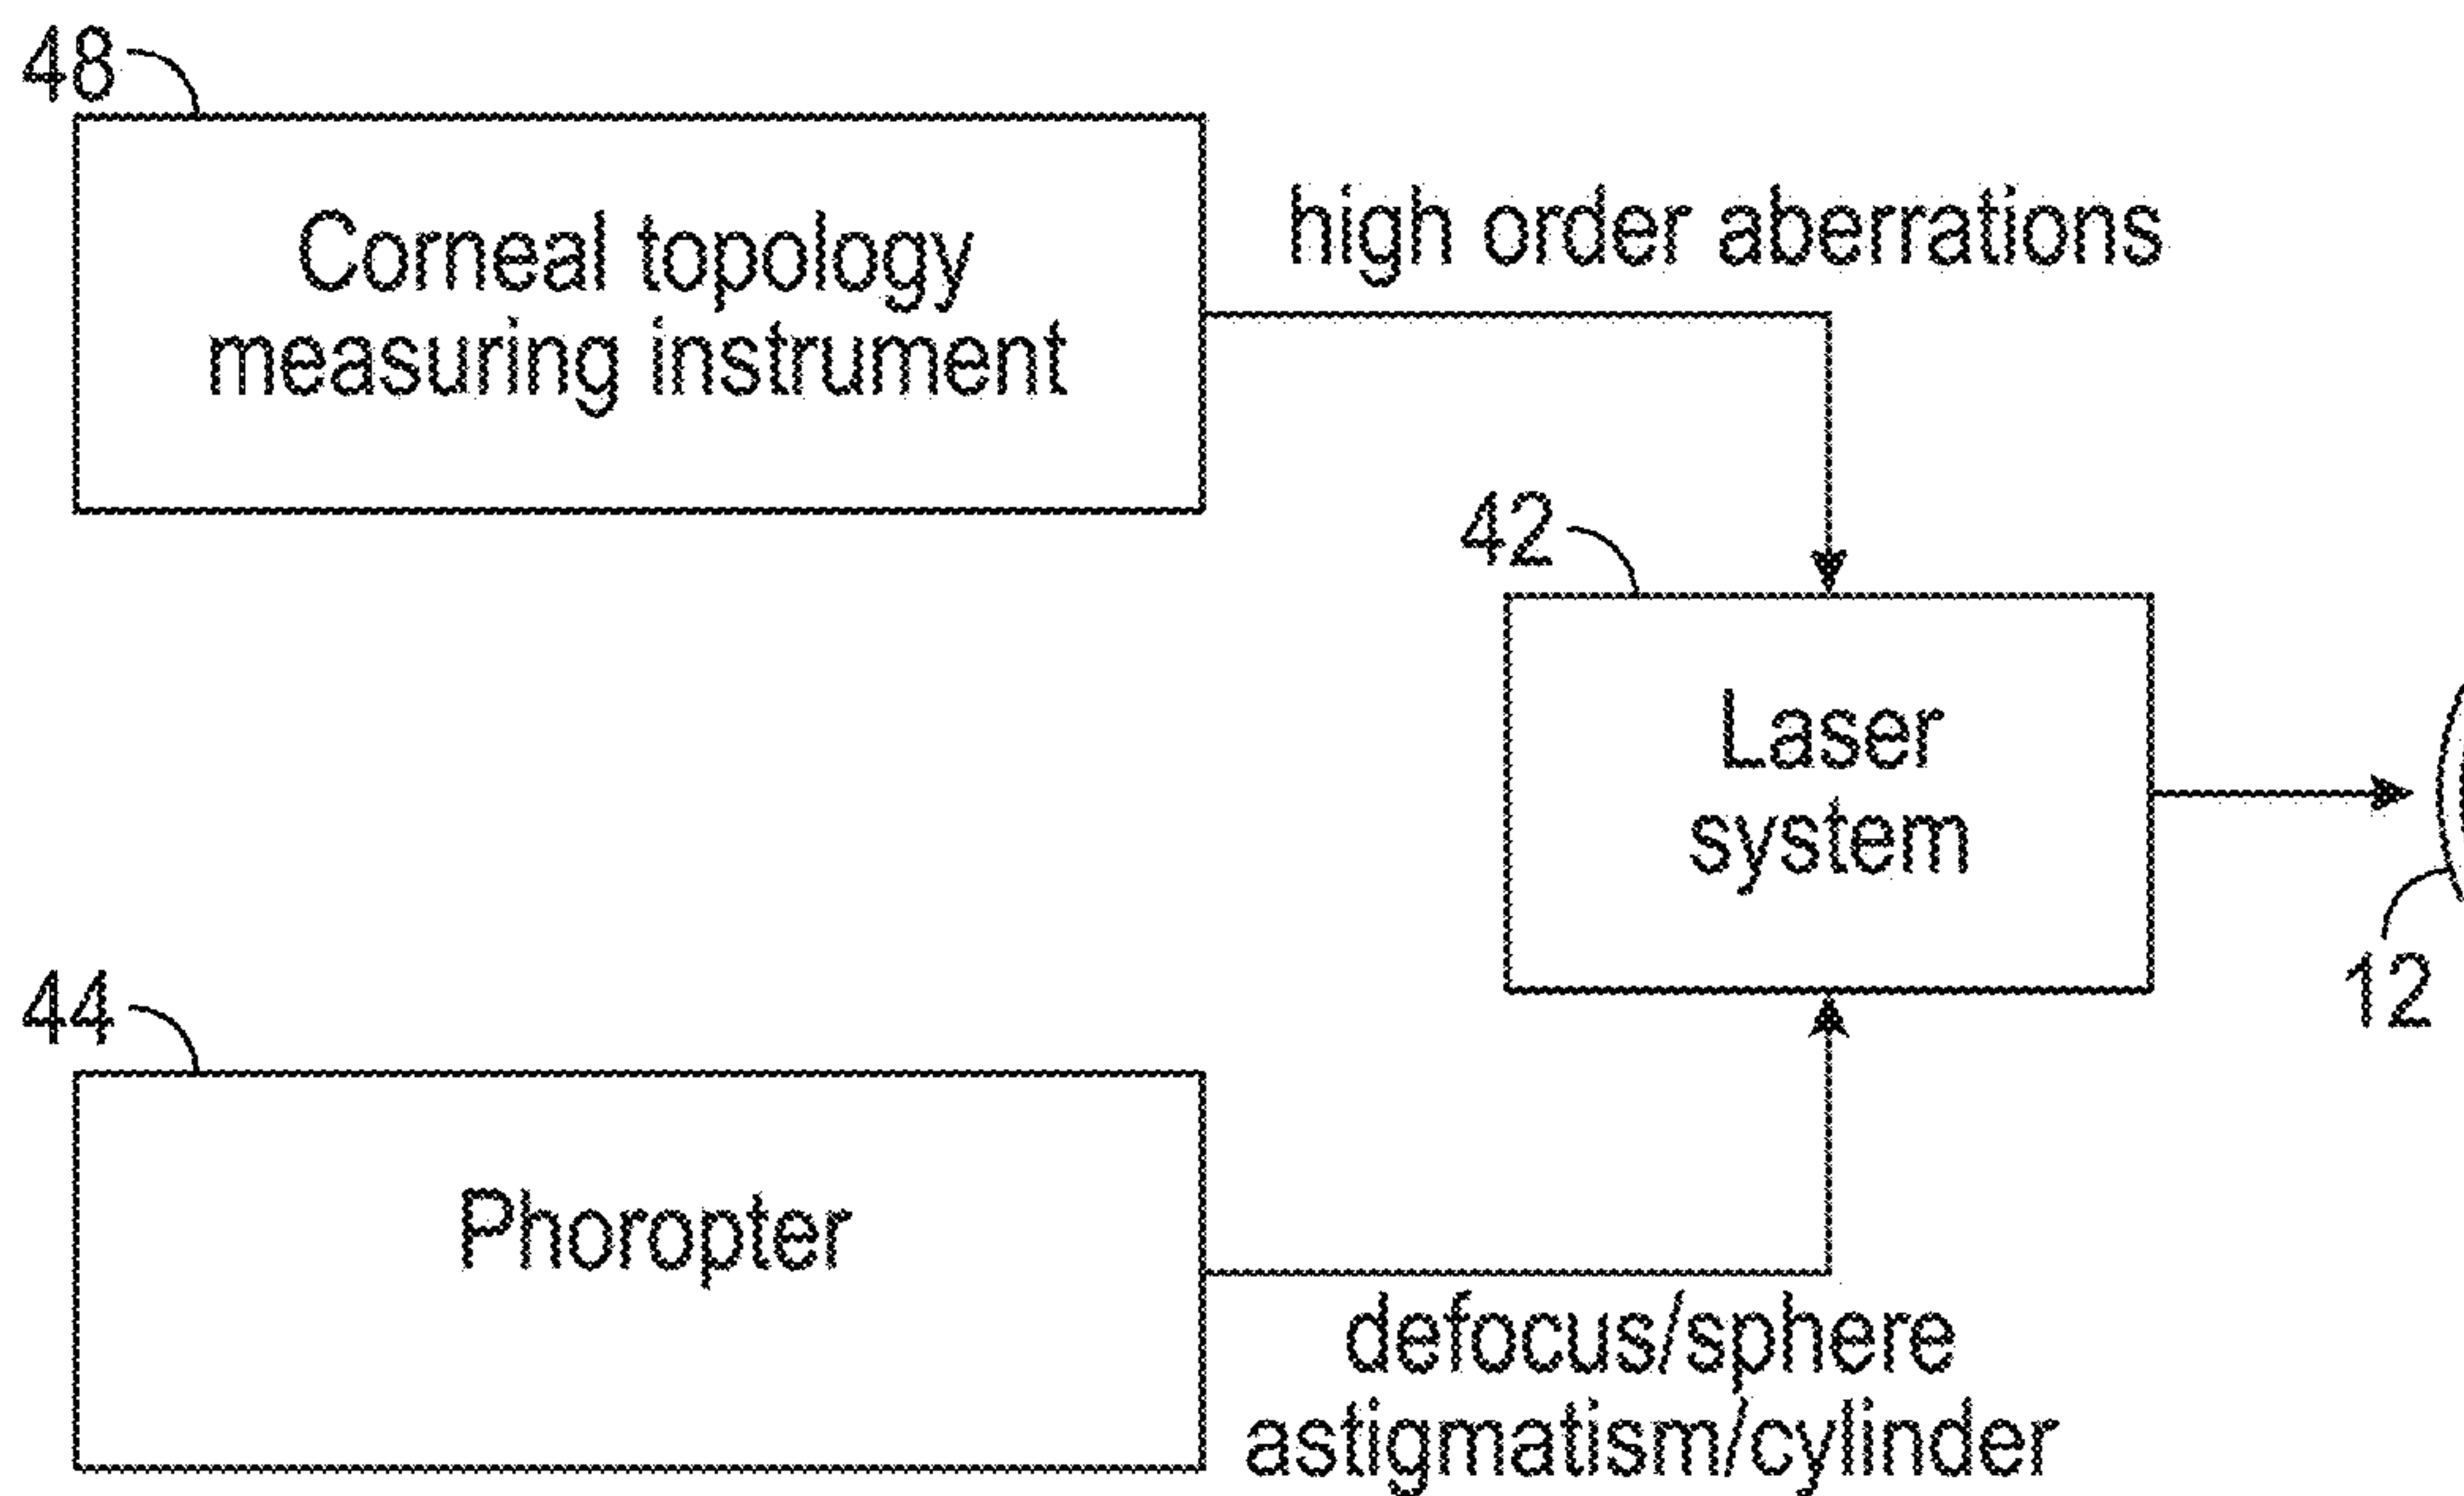 48
Corneal topology
measuring instrument
high order aberrations
42
Laser
system
12
44
Phoropter
defocus/sphere
astigmatism/cylinder